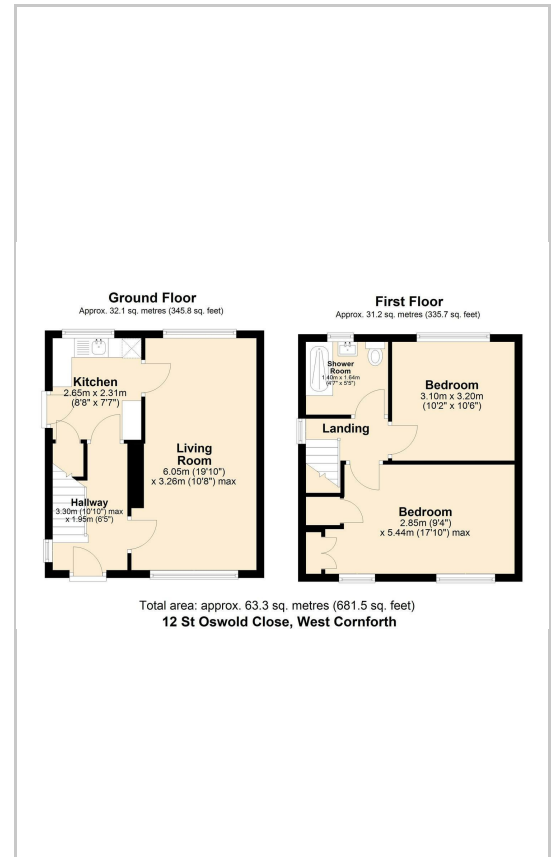 Ground Floor
Approx. 32.1 sq. metres (345.8 sq. feet)
Kitchen
2.65m x 2.31m
(8'8" x 7'7")
Living
Room
6.05m (19'10")
x 3.26m (10'8") max
Hallway
3.30m (10'10") max
x 1.95m (6'5")
First Floor
Approx. 31.2 sq. metres (335.7 sq. feet)
Shower
Room
1.40m x 1.64m
(4'7" x 5'5")
Bedroom
3.10m x 3.20m
(10'2" x 10'6")
Landing
Bedroom
2.85m (9'4")
x 5.44m (17'10") max
Total area: approx. 63.3 sq. metres (681.5 sq. feet)
12 St Oswold Close, West Cornforth